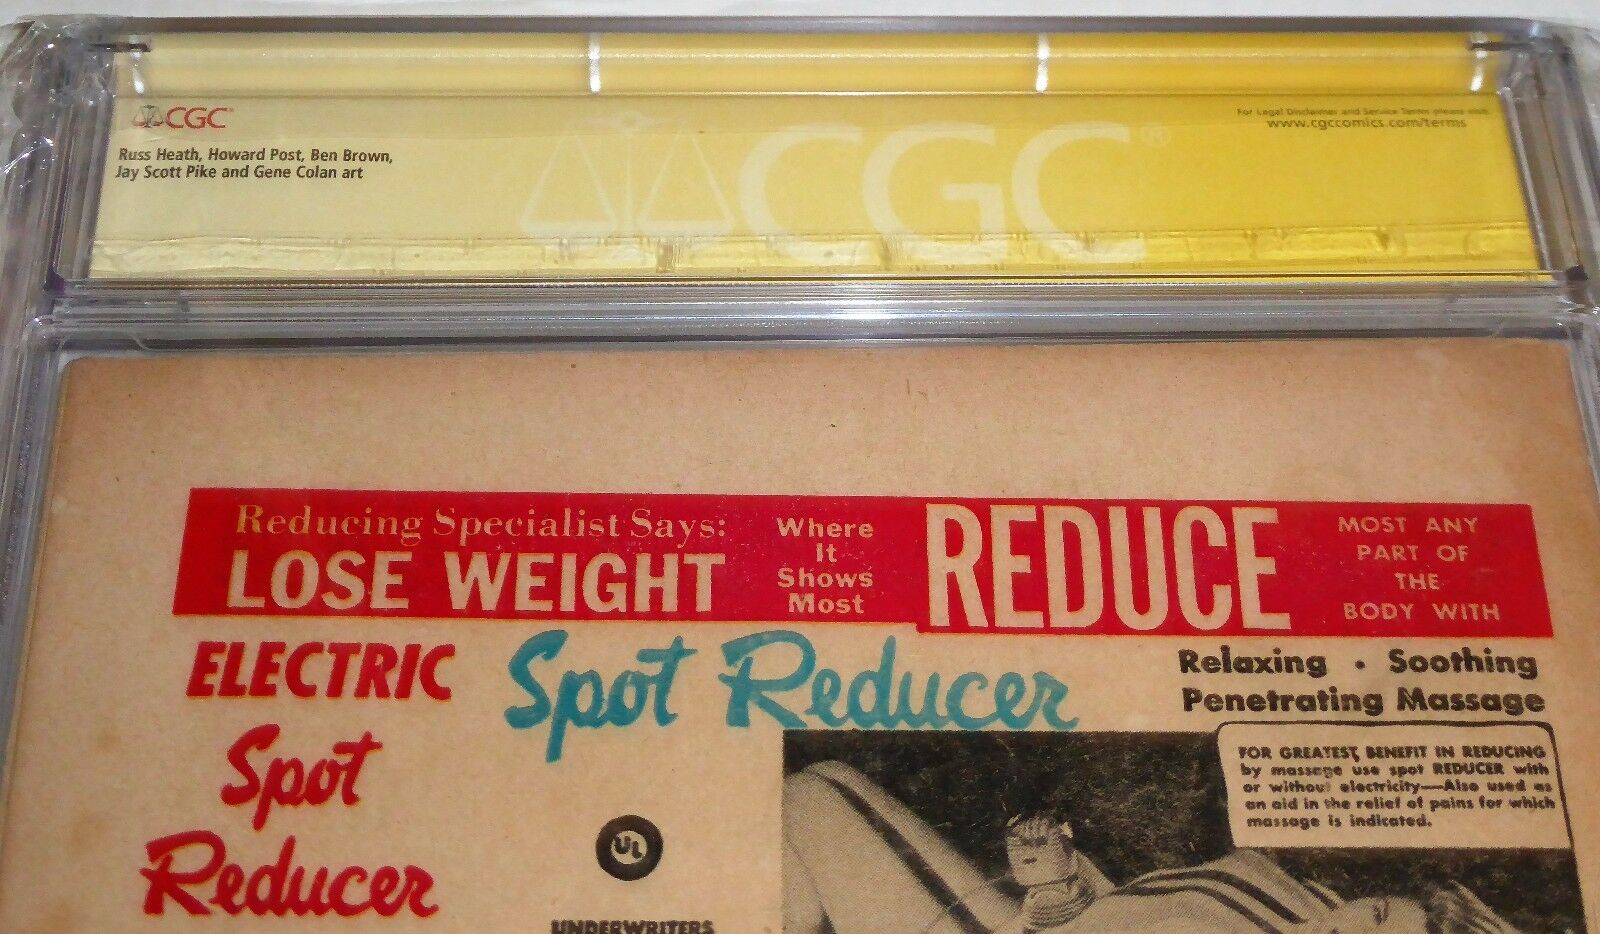 CGC
For Legal Disclaimer and Service Terms please visit:
www.cgccomics.com/terms
Russ Heath, Howard Post, Ben Brown,
Jay Scott Pike and Gene Colan art
CGC
Reducing Specialist Says:
LOSE WEIGHT
Where
It
Shows
Most
REDUCE
MOST ANY
PART OF
THE
BODY WITH
ELECTRIC
Spot
Reducer
Spot Reducer
Relaxing • Soothing
Penetrating Massage
FOR GREATEST BENEFIT IN REDUCING
by massage use spot REDUCER with
or without electricity—Also used as
an aid in the relief of pains for which
massage is indicated.
UL
UNDERWRITERS